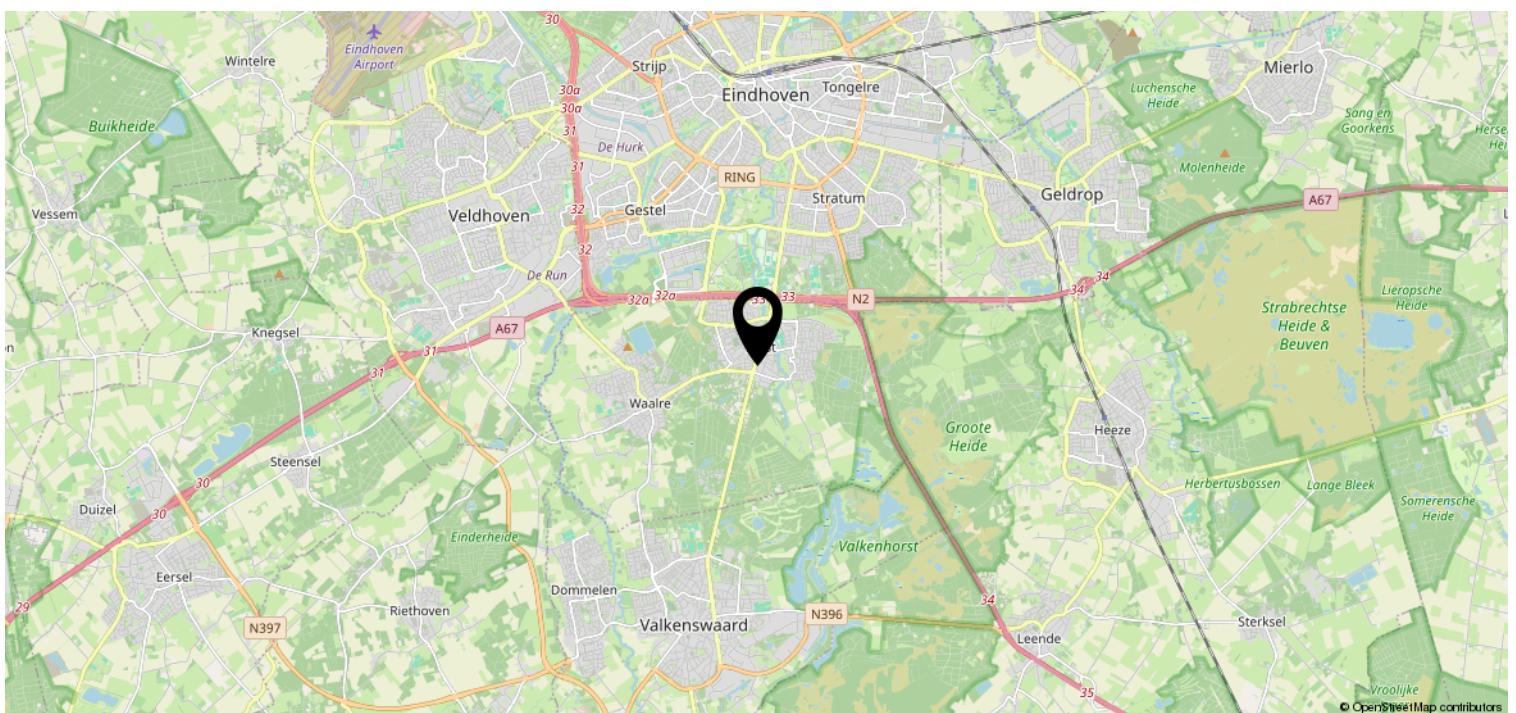 30
Eindhoven
Airport
Wintelre
Strijp
Eindhoven
Tongelre
Mierlo
30a
30a
Luchensche
Heide
Buikheide
31
Sang en
Goorkens
De Hurk
31
Molenheide
RING
Geldrop
A67
Vessem
Veldhoven
32
Gestel
Stratum
32
De Run
34
34
32a
32a
33
33
N2
Lieropsche
Heide
Strabrechtse
Heide &
Beuven
Knegsel
A67
31
31
Waalre
Groote
Heide
Heeze
Steensel
30
Herbertusbossen
Lange Bleek
Somerensche
Heide
Duizel
30
Einderheide
Valkenhorst
Eersel
Dommelen
34
29
Riethoven
N396
N397
Valkenswaard
Sterksel
Leende
35
Vroolijke
© OpenStreetMap contributors